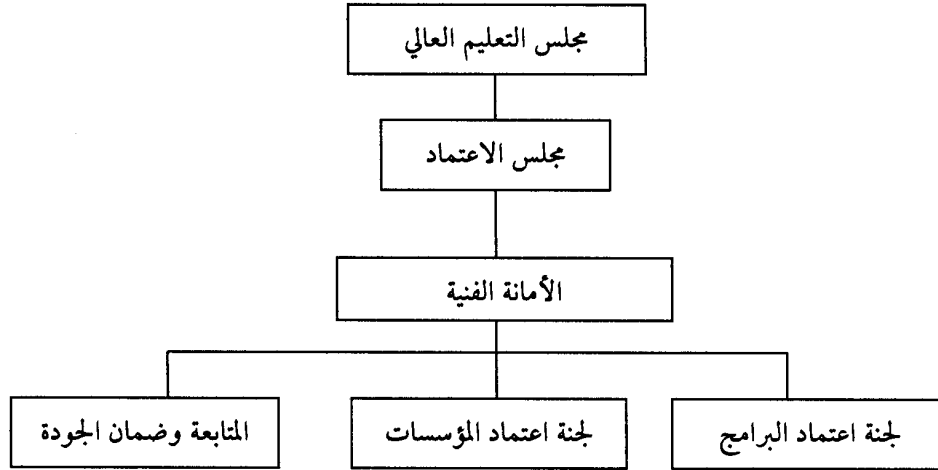 مجلس التعليم العالي
مجلس الاعتماد
الأمانة الفنية
لجنة اعتماد البرامج
لجنة اعتماد المؤسسات
المتابعة وضمان الجودة